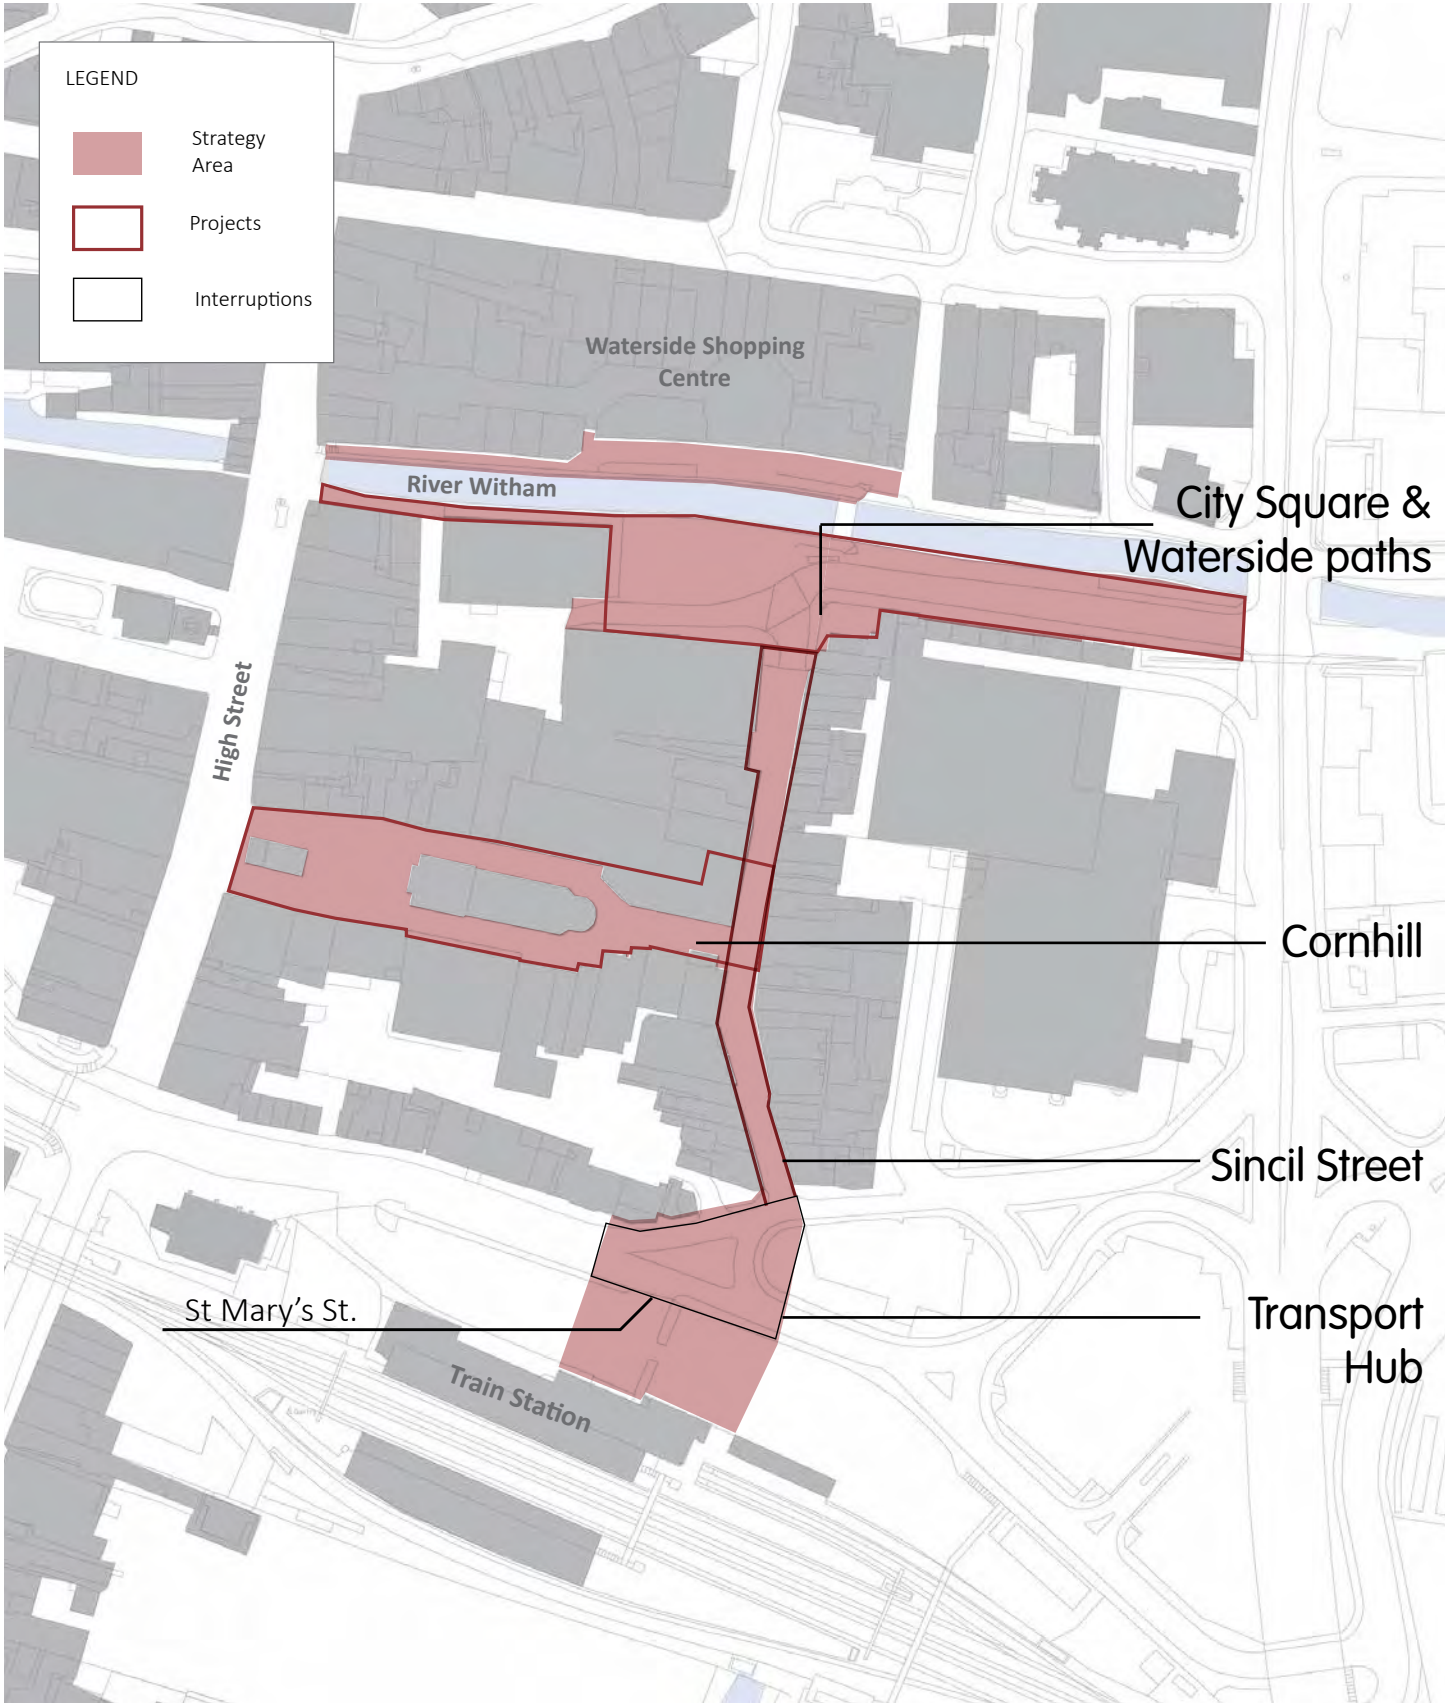 LEGEND
Strategy
Area
Projects
Interruptions
Waterside Shopping
Centre
River Witham
City Square &
Waterside paths
High Street
Cornhill
Sincil Street
St Mary's St.
Transport
Hub
Train Station